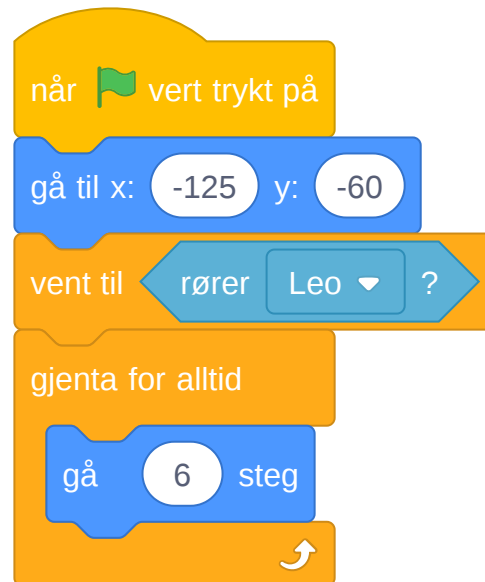 når vert trykt på
gå til x: -125 y: -60
vent til rører Leo ?
gjenta for alltid
gå 6 steg